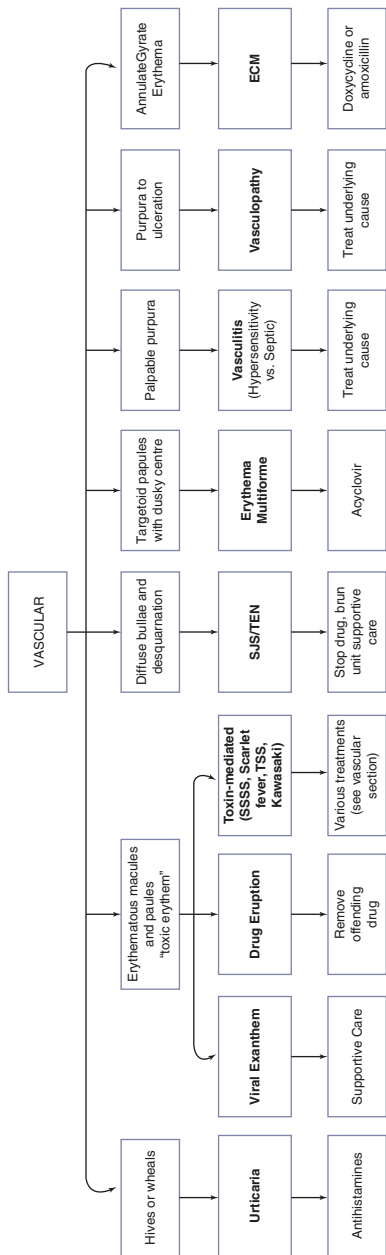 VASCULAR
Hives or wheals
Urticaria
Antihistamines
Erythematous macules
and paules
“toxic erythem”
Viral Exanthem
Supportive Care
Drug Eruption
Remove
offending
drug
Toxin-mediated
(SSSS, Scarlet
fever,TSS,
Kawasaki)
Various treatments
(see vascular
section)
Diffuse bullae and
desquarnation
SJS/TEN
Stop drug, brun
unit supportive
care
Targetoid papules
with dusky centre
Erythema
Multiforme
Acyclovir
Palpable purpura
Vasculitis
(Hypersensitivity
vs. Septic)
Treat underlying
cause
Purpura to
ulceration
Vasculopathy
Treat underlying
cause
AnnulateGyrate
Erythema
ECM
Doxycycline or
amoxicillin